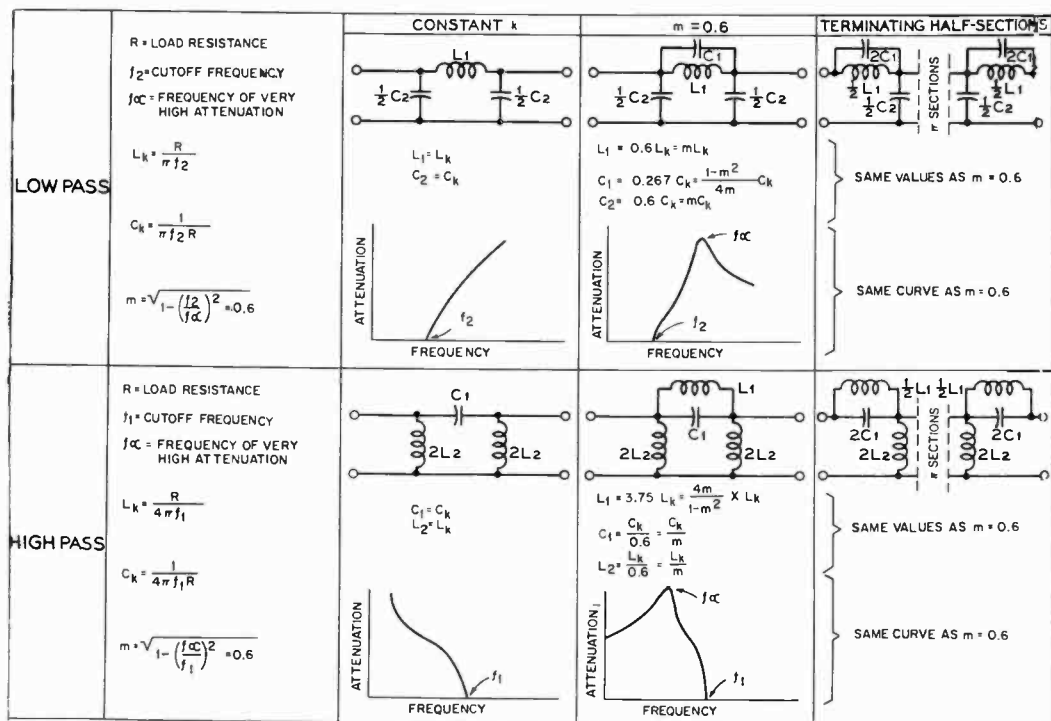 CONSTANT k
m = 0.6
TERMINATING HALF-SECTIONS
LOW PASS
R = LOAD RESISTANCE
f2 = CUTOFF FREQUENCY
f∝ = FREQUENCY OF VERY
HIGH ATTENUATION
Lk = R / πf2
Ck = 1 / πf2R
m = √1-(f2/f∝)² = 0.6
L1
½C2
½C2
L1 = Lk
C2 = Ck
ATTENUATION
f2
FREQUENCY
C1
L1
½C2
½C2
L1 = 0.6 Lk = mLk
C1 = 0.267 Ck = 1-m² / 4m Ck
C2 = 0.6 Ck = mCk
ATTENUATION
f∝
f2
FREQUENCY
2C1
½L1
½C2
π SECTIONS
2C1
½L1
½C2
SAME VALUES AS m = 0.6
SAME CURVE AS m = 0.6
HIGH PASS
R = LOAD RESISTANCE
f1 = CUTOFF FREQUENCY
f∝ = FREQUENCY OF VERY
HIGH ATTENUATION
Lk = R / 4πf1
Ck = 1 / 4πf1R
m = √1-(f∝/f1)² = 0.6
C1
2L2
2L2
C1 = Ck
L2 = Lk
ATTENUATION
f1
FREQUENCY
L1
C1
2L2
2L2
L1 = 3.75 Lk = 4m / 1-m² X Lk
C1 = Ck / 0.6 = Ck / m
L2 = Lk / 0.6 = Lk / m
ATTENUATION
f∝
f1
FREQUENCY
½L1
½L1
2C1
2L2
π SECTIONS
2C1
2L2
SAME VALUES AS m = 0.6
SAME CURVE AS m = 0.6